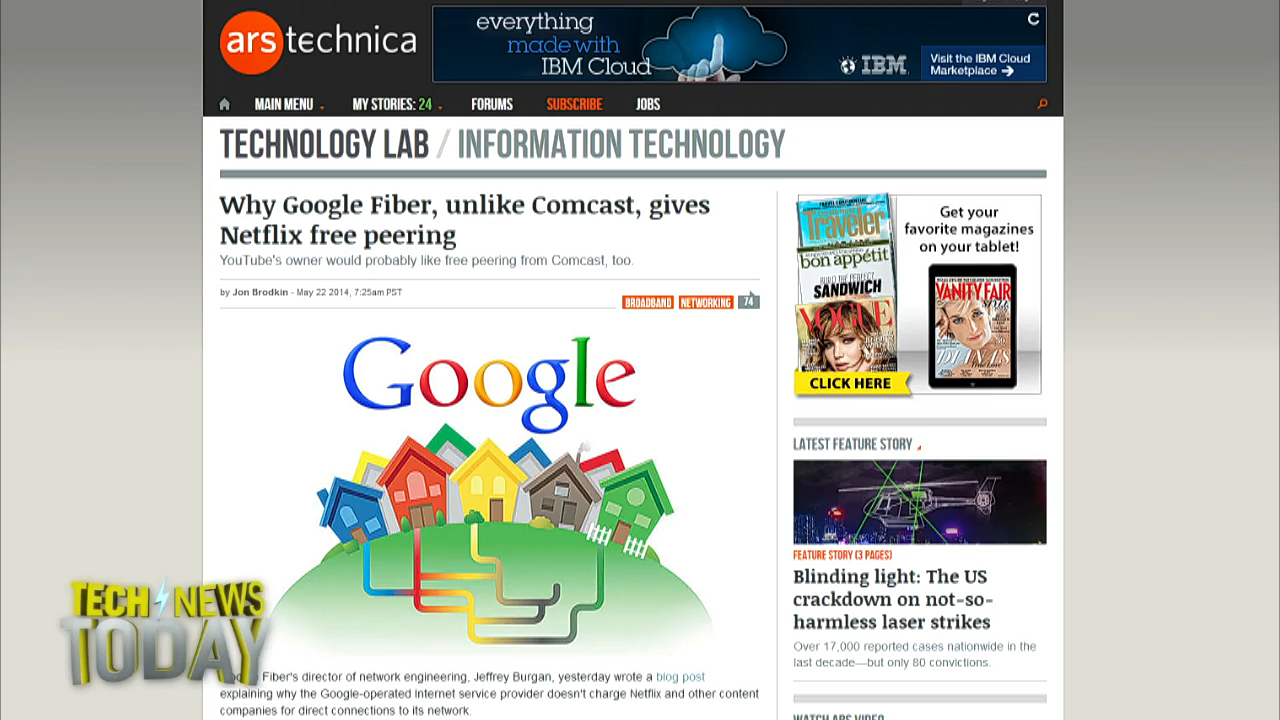 ars technica
everything
made with
IBM Cloud
IBM
Visit the IBM Cloud
Marketplace
MAIN MENU
MY STORIES: 24
FORUMS
SUBSCRIBE
JOBS
TECHNOLOGY LAB / INFORMATION TECHNOLOGY
Why Google Fiber, unlike Comcast, gives
Netflix free peering
YouTube's owner would probably like free peering from Comcast, too.
by Jon Brodkin - May 22 2014, 7:25am PST
BROADBAND
NETWORKING
74
Google
Fiber's director of network engineering, Jeffrey Burgan, yesterday wrote a blog post
explaining why the Google-operated Internet service provider doesn't charge Netflix and other content
companies for direct connections to its network.
Traveler
bon appétit
SANDWICH
VOGUE
CLICK HERE
Get your
favorite magazines
on your tablet!
VANITY FAIR
LATEST FEATURE STORY
FEATURE STORY (3 PAGES)
Blinding light: The US
crackdown on not-so-
harmless laser strikes
Over 17,000 reported cases nationwide in the
last decade—but only 80 convictions.
WATCH ARS VIDEO
TECH NEWS
TODAY